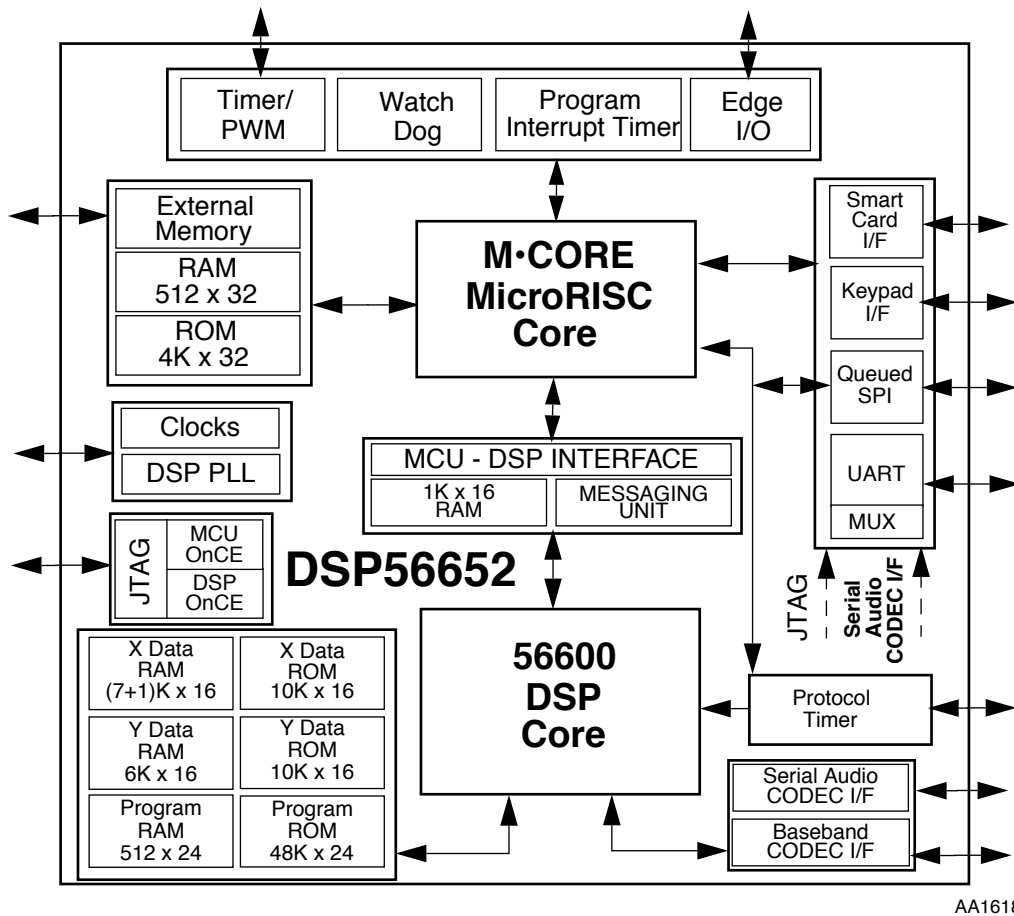 Timer/
PWM
Watch
Dog
Program
Interrupt Timer
Edge
I/O
External
Memory
RAM
512 x 32
ROM
4K x 32
M•CORE
MicroRISC
Core
Smart
Card
I/F
Keypad
I/F
Queued
SPI
UART
MUX
Clocks
DSP PLL
MCU - DSP INTERFACE
1K x 16
RAM
MESSAGING
UNIT
JTAG
MCU
OnCE
DSP
OnCE
DSP56652
JTAG
Serial
Audio
CODEC I/F
X Data
RAM
(7+1)K x 16
X Data
ROM
10K x 16
Y Data
RAM
6K x 16
Y Data
ROM
10K x 16
Program
RAM
512 x 24
Program
ROM
48K x 24
56600
DSP
Core
Protocol
Timer
Serial Audio
CODEC I/F
Baseband
CODEC I/F
AA1618